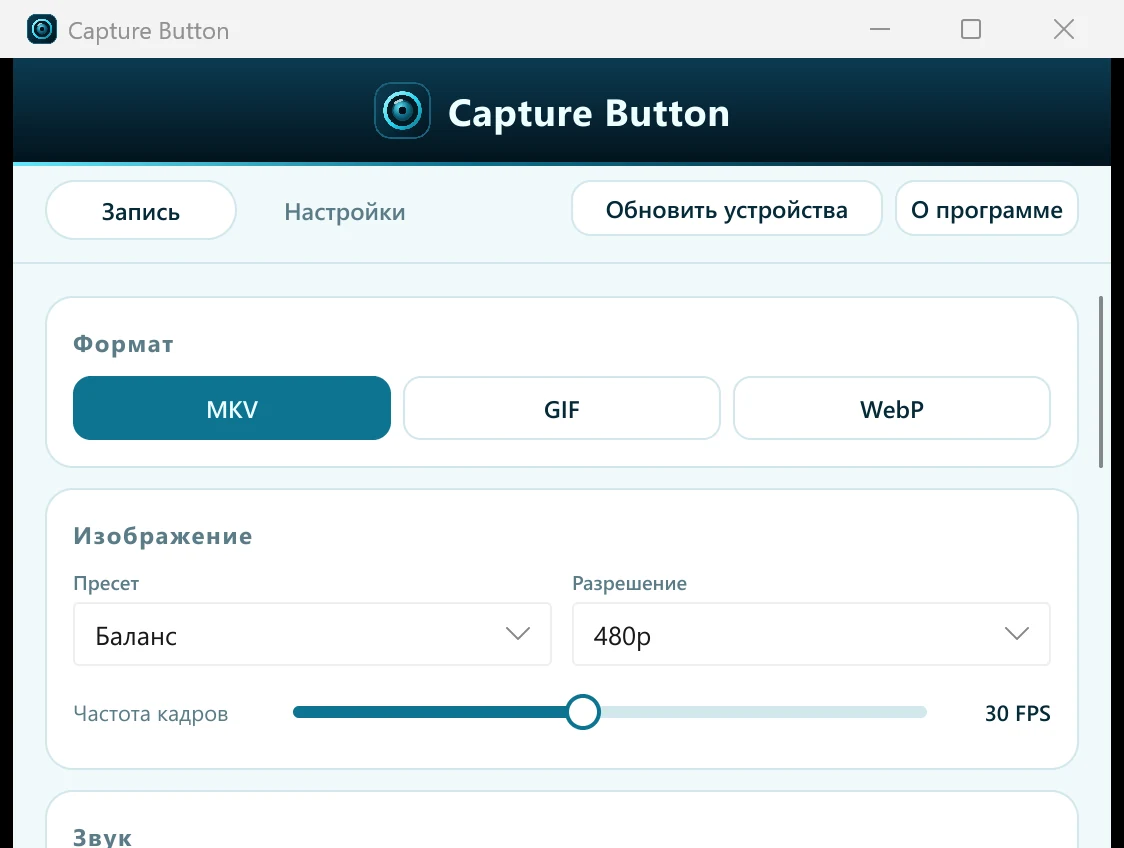 Capture Button
Capture Button
Запись
Настройки
Обновить устройства
О программе
Формат
MKV
GIF
WebP
Изображение
Пресет
Разрешение
Баланс
480p
Частота кадров
30 FPS
Звук